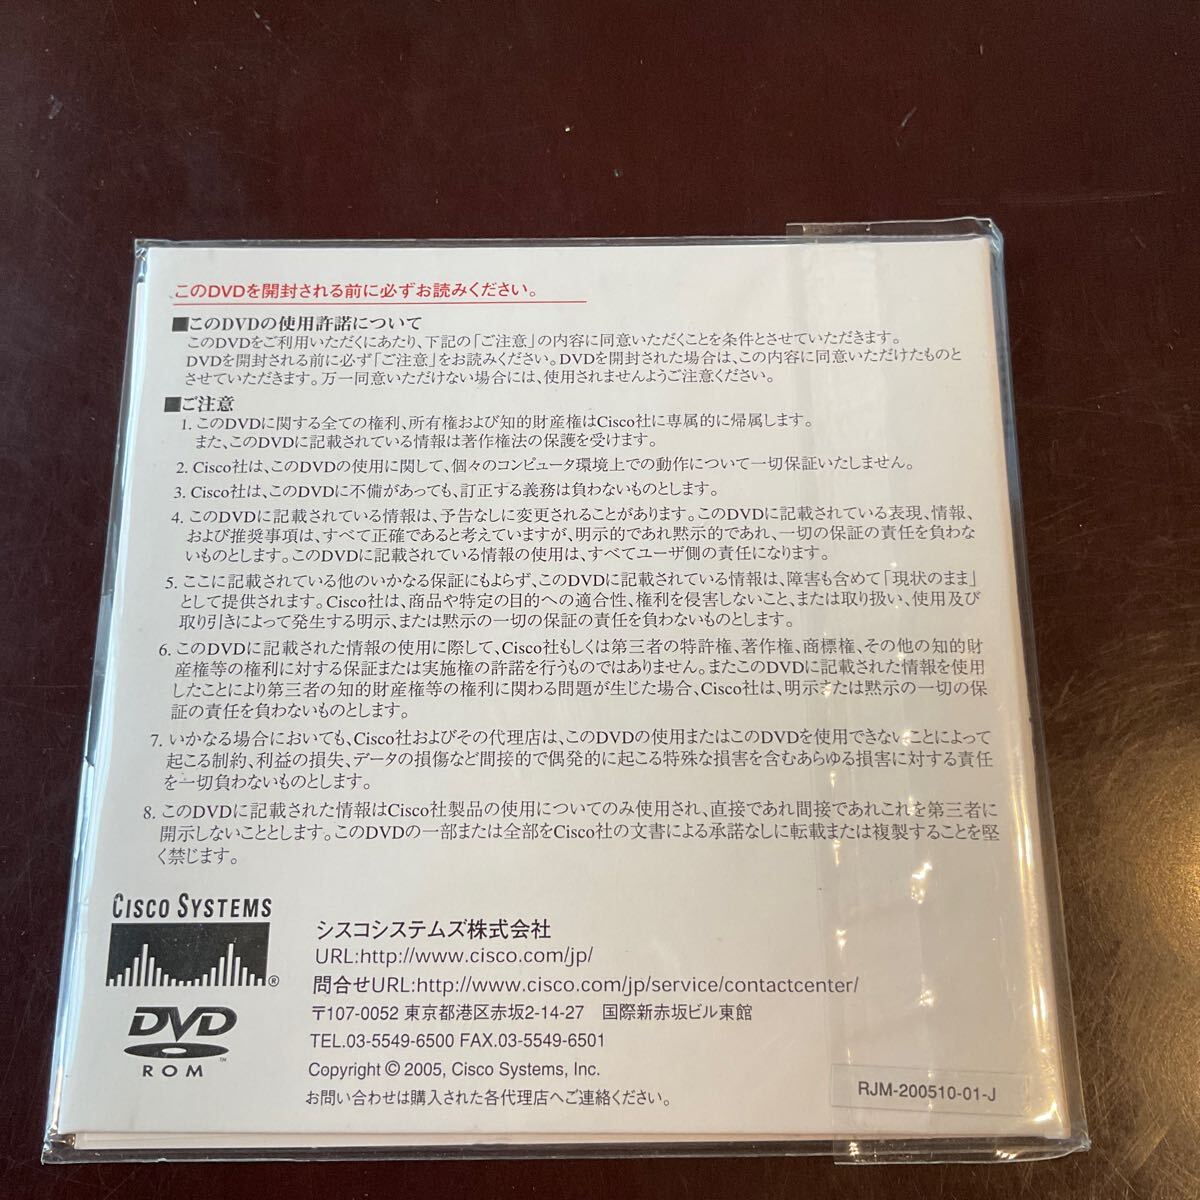 このDVDを開封される前に必ずお読みください。
■このDVDの使用許諾について
このDVDをご利用いただくにあたり、下記の「ご注意」の内容に同意いただくことを条件とさせていただきます。
DVDを開封される前に必ず「ご注意」をお読みください。DVDを開封された場合は、この内容に同意いただけたものと
させていただきます。万一同意いただけない場合には、使用されませんようご注意ください。
■ご注意
1. このDVDに関する全ての権利、所有権および知的財産権はCisco社に専属的に帰属します。
また、このDVDに記載されている情報は著作権法の保護を受けます。
2. Cisco社は、このDVDの使用に関して、個々のコンピュータ環境上での動作について一切保証いたしません。
3. Cisco社は、このDVDに不備があっても、訂正する義務は負わないものとします。
4. このDVDに記載されている情報は、予告なしに変更されることがあります。このDVDに記載されている表現、情報、
および推奨事項は、すべて正確であると考えていますが、明示的であれ黙示的であれ、一切の保証の責任を負わな
いものとします。このDVDに記載されている情報の使用は、すべてユーザ側の責任になります。
5. ここに記載されている他のいかなる保証にもよらず、このDVDに記載されている情報は、障害も含めて「現状のまま」
として提供されます。Cisco社は、商品や特定の目的への適合性、権利を侵害しないこと、または取り扱い、使用及び
取り引きによって発生する明示、または黙示の一切の保証の責任を負わないものとします。
6. このDVDに記載された情報の使用に際して、Cisco社もしくは第三者の特許権、著作権、商標権、その他の知的財
産権等の権利に対する保証または実施権の許諾を行うものではありません。またこのDVDに記載された情報を使用
したことにより第三者の知的財産権等の権利に関わる問題が生じた場合、Cisco社は、明示または黙示の一切の保
証の責任を負わないものとします。
7. いかなる場合においても、Cisco社およびその代理店は、このDVDの使用またはこのDVDを使用できないことによって
起こる制約、利益の損失、データの損傷など間接的で偶発的に起こる特殊な損害を含むあらゆる損害に対する責任
を一切負わないものとします。
8. このDVDに記載された情報はCisco社製品の使用についてのみ使用され、直接であれ間接であれこれを第三者に
開示しないこととします。このDVDの一部または全部をCisco社の文書による承諾なしに転載または複製することを堅
く禁じます。
CISCO SYSTEMS
®
DVD
™
ROM
シスコシステムズ株式会社
URL:http://www.cisco.com/jp/
問合せURL:http://www.cisco.com/jp/service/contactcenter/
〒107-0052 東京都港区赤坂2-14-27 国際新赤坂ビル東館
TEL.03-5549-6500 FAX.03-5549-6501
Copyright © 2005, Cisco Systems, Inc.
お問い合わせは購入された各代理店へご連絡ください。
RJM-200510-01-J